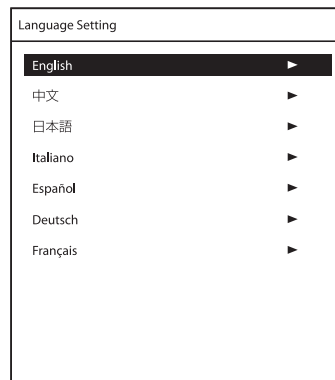 Language Setting
English
中文
日本語
Italiano
Español
Deutsch
Français